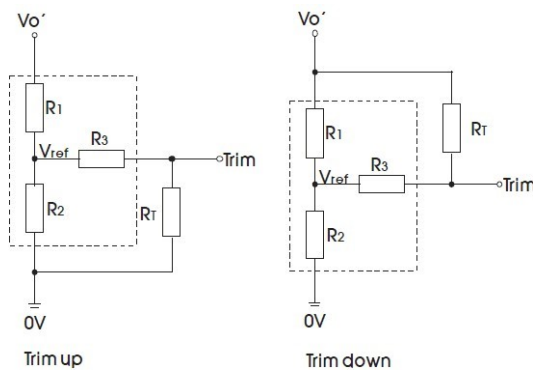 Vo′
R1
Vref
R3
Trim
R2
RT
0V
Trim up
Vo′
R1
RT
Vref
R3
Trim
R2
0V
Trim down